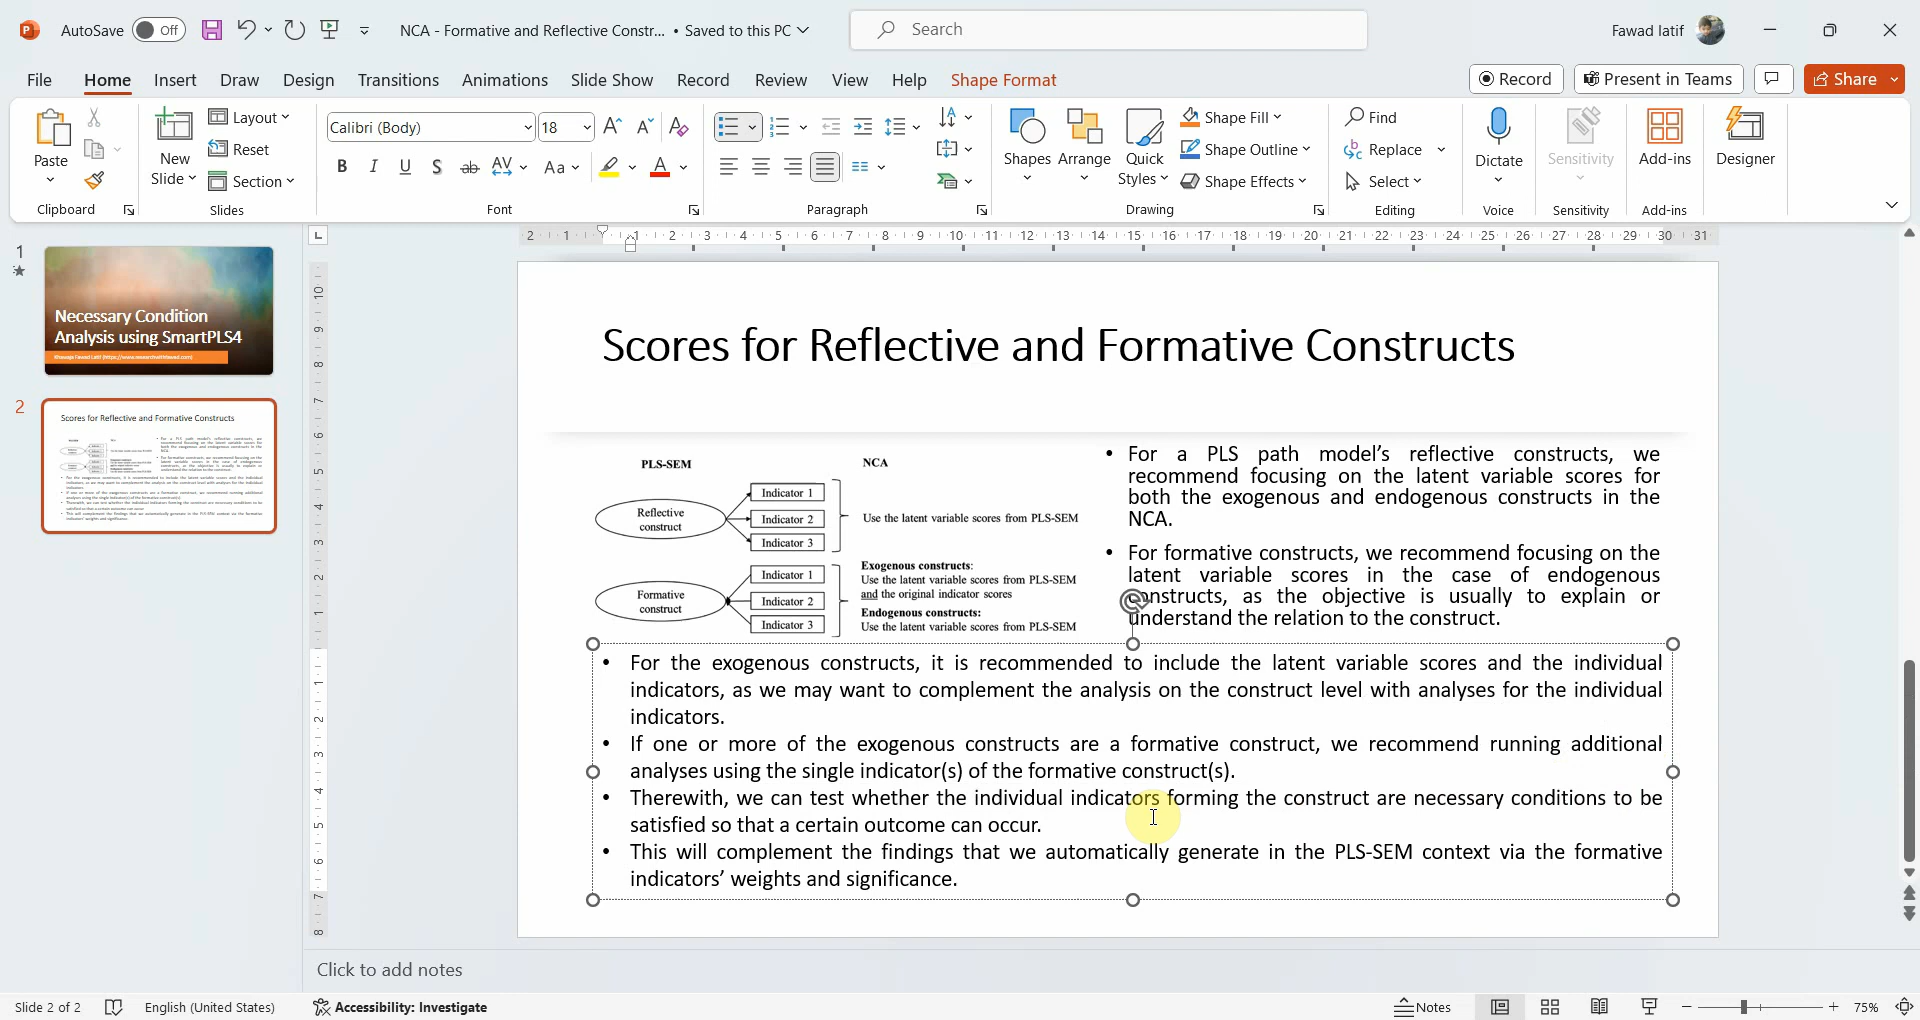 AutoSave Off NCA - Formative and Reflective Constr... • Saved to this PC Search Fawad latif
File Home Insert Draw Design Transitions Animations Slide Show Record Review View Help Shape Format Record Present in Teams Share
Paste New Slide Layout Reset Section Calibri (Body) 18 Shapes Arrange Quick Styles Shape Fill Shape Outline Shape Effects Find Replace Select Dictate Sensitivity Add-ins Designer
Clipboard Slides Font Paragraph Drawing Editing Voice Sensitivity Add-ins
1
Necessary Condition
Analysis using SmartPLS4
2
Scores for Reflective and Formative Constructs
Scores for Reflective and Formative Constructs
PLS-SEM NCA
Reflective
construct
Indicator 1
Indicator 2
Indicator 3
Use the latent variable scores from PLS-SEM
Formative
construct
Indicator 1
Indicator 2
Indicator 3
Exogenous constructs:
Use the latent variable scores from PLS-SEM
and the original indicator scores
Endogenous constructs:
Use the latent variable scores from PLS-SEM
• For a PLS path model’s reflective constructs, we
recommend focusing on the latent variable scores for
both the exogenous and endogenous constructs in the
NCA.
• For formative constructs, we recommend focusing on the
latent variable scores in the case of endogenous
constructs, as the objective is usually to explain or
understand the relation to the construct.
• For the exogenous constructs, it is recommended to include the latent variable scores and the individual
indicators, as we may want to complement the analysis on the construct level with analyses for the individual
indicators.
• If one or more of the exogenous constructs are a formative construct, we recommend running additional
analyses using the single indicator(s) of the formative construct(s).
• Therewith, we can test whether the individual indicators forming the construct are necessary conditions to be
satisfied so that a certain outcome can occur.
• This will complement the findings that we automatically generate in the PLS-SEM context via the formative
indicators’ weights and significance.
Click to add notes
Slide 2 of 2 English (United States) Accessibility: Investigate Notes 75%